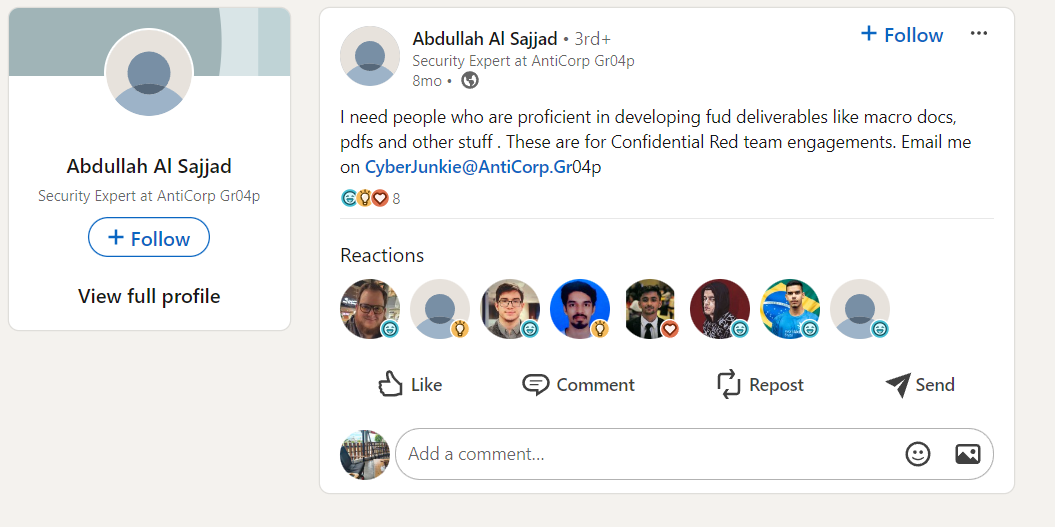 Abdullah Al Sajjad
Security Expert at AntiCorp Gr04p
+ Follow
View full profile
Abdullah Al Sajjad • 3rd+
+ Follow
Security Expert at AntiCorp Gr04p
8mo •
I need people who are proficient in developing fud deliverables like macro docs,
pdfs and other stuff . These are for Confidential Red team engagements. Email me
on CyberJunkie@AntiCorp.Gr04p
8
Reactions
Like
Comment
Repost
Send
Add a comment...